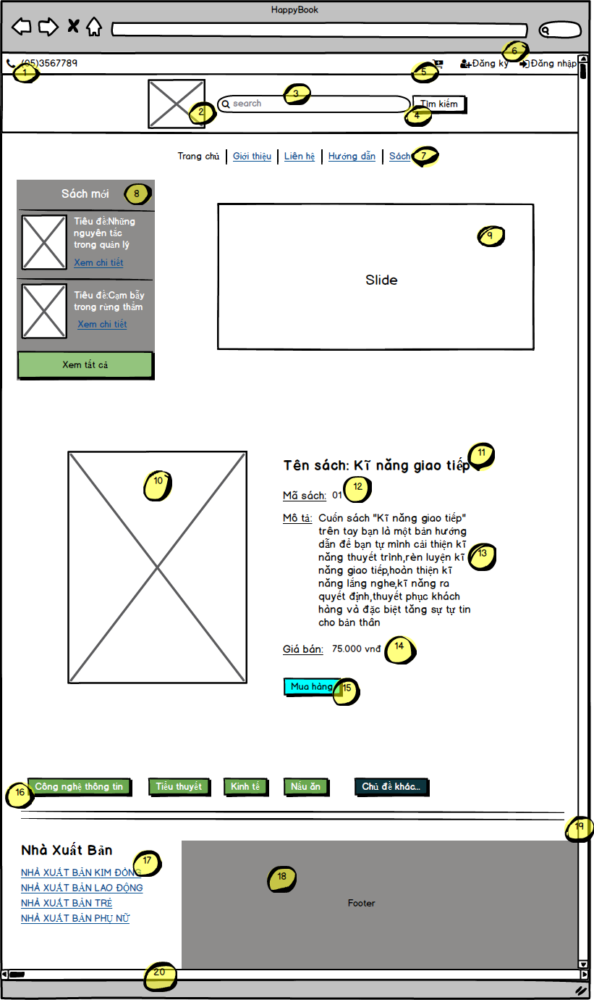 HappyBook
6
(05)3567789
1
5
Đăng ký
Đăng nhập
2
search
3
Tìm kiếm
4
Trang chủ
Giới thiệu
Liên hệ
Hướng dẫn
Sách
7
Sách mới
8
Tiêu đề:Những
nguyên tắc
trong quản lý
Xem chi tiết
Tiêu đề:Cạm bẫy
trong rừng thẳm
Xem chi tiết
Xem tất cả
9
Slide
10
Tên sách: Kĩ năng giao tiếp
11
Mã sách: 01
12
Mô tả: Cuốn sách "Kĩ năng giao tiếp"
trên tay bạn là một bản hướng
dẫn để bạn tự mình cải thiện kĩ
năng thuyết trình,rèn luyện kĩ
năng giao tiếp,hoàn thiện kĩ
năng lắng nghe,kĩ năng ra
quyết định,thuyết phục khách
hàng và đặc biệt tăng sự tự tin
cho bản thân
13
Giá bán: 75.000 vnđ
14
Mua hàng
15
16
Công nghệ thông tin
Tiểu thuyết
Kinh tế
Nấu ăn
Chủ đề khác...
19
Nhà Xuất Bản
17
NHÀ XUẤT BẢN KIM ĐỒNG
NHÀ XUẤT BẢN LAO ĐỘNG
NHÀ XUẤT BẢN TRẺ
NHÀ XUẤT BẢN PHỤ NỮ
18
Footer
20